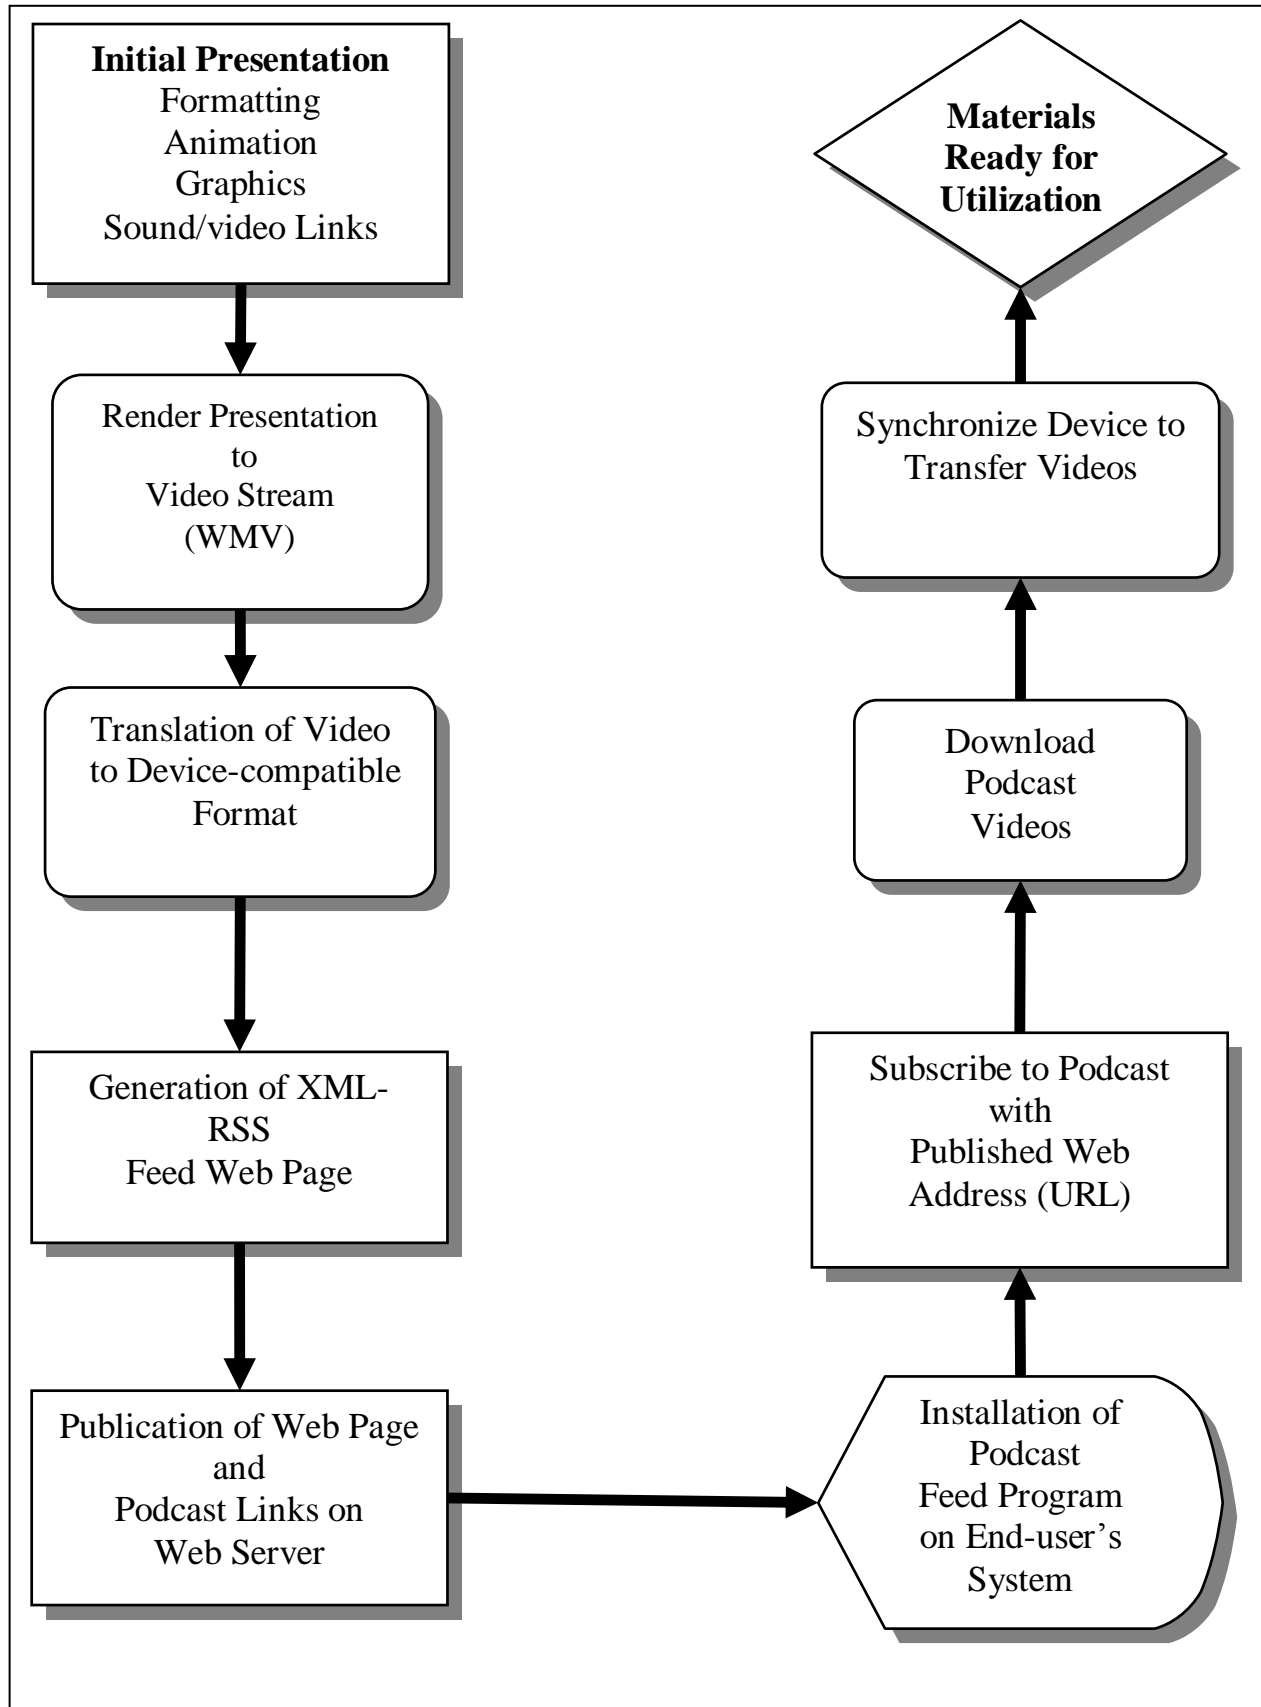 Initial Presentation
Formatting
Animation
Graphics
Sound/video Links
Render Presentation
to
Video Stream
(WMV)
Translation of Video
to Device-compatible
Format
Generation of XML-
RSS
Feed Web Page
Publication of Web Page
and
Podcast Links on
Web Server
Installation of
Podcast
Feed Program
on End-user’s
System
Subscribe to Podcast
with
Published Web
Address (URL)
Download
Podcast
Videos
Synchronize Device to
Transfer Videos
Materials
Ready for
Utilization